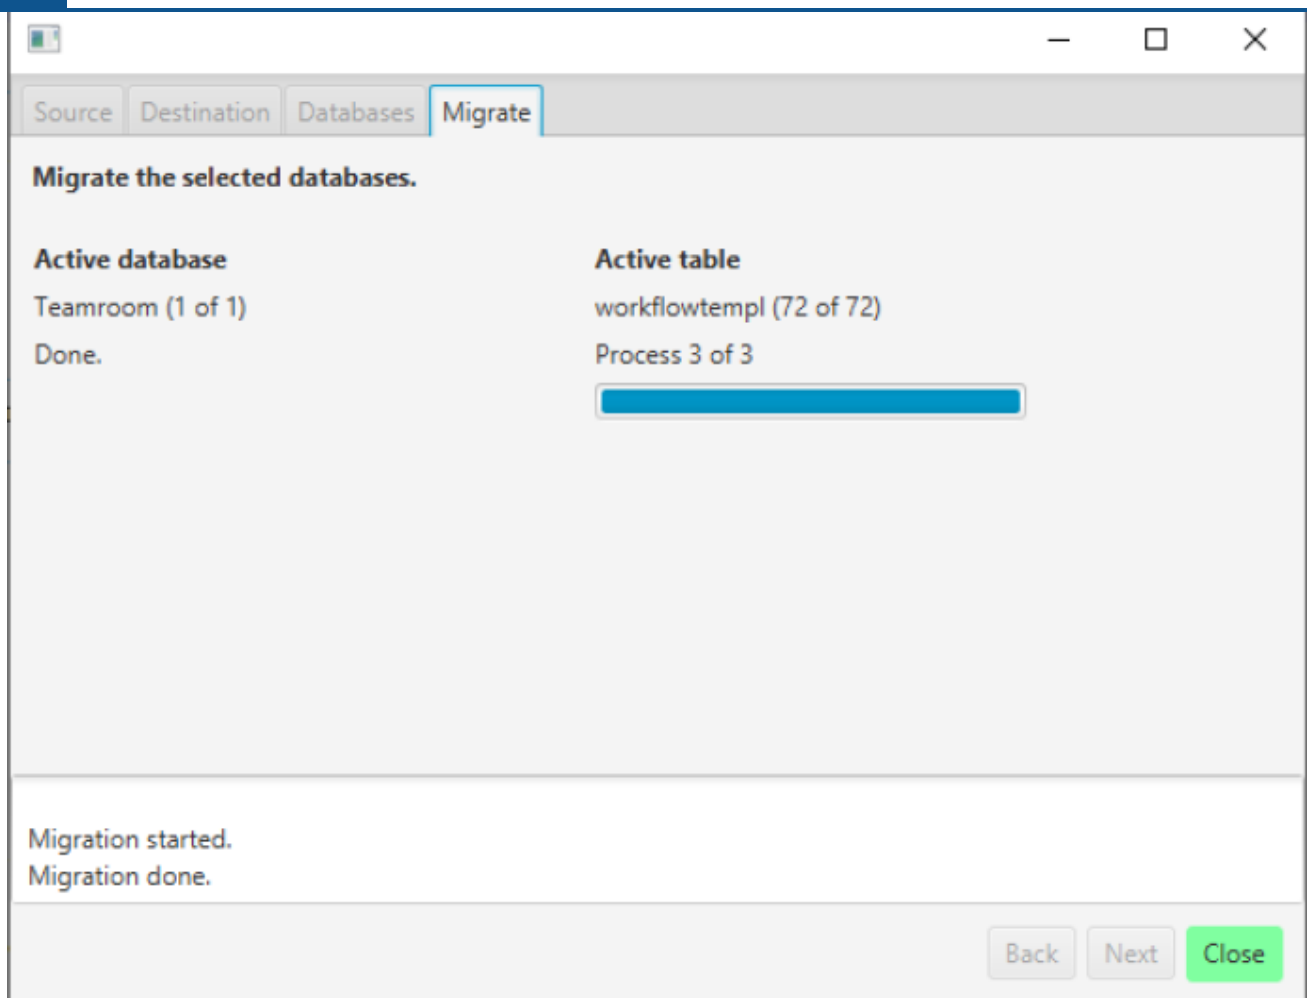 Source Destination Databases Migrate
Migrate the selected databases.
Active database Active table
Teamroom (1 of 1) workflowtempl (72 of 72)
Done. Process 3 of 3
Migration started.
Migration done.
Back Next Close